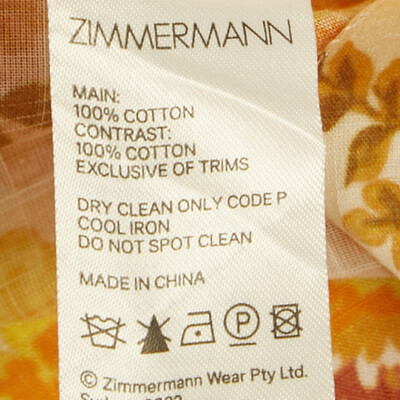 ZIMMERMANN
MAIN:
100% COTTON
CONTRAST:
100% COTTON
EXCLUSIVE OF TRIMS
DRY CLEAN ONLY CODE P
COOL IRON
DO NOT SPOT CLEAN
MADE IN CHINA
P
© Zimmermann Wear Pty Ltd.